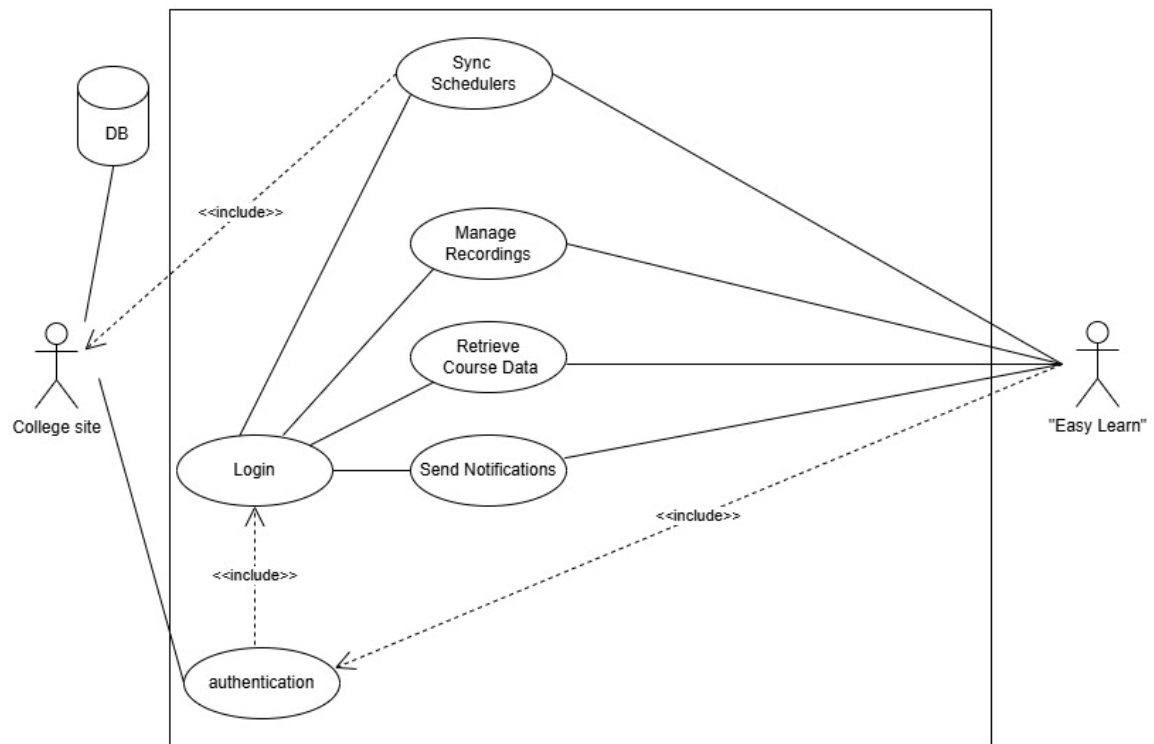 Sync
Schedulers
DB
<<include>>
Manage
Recordings
Retrieve
Course Data
College site
"Easy Learn"
Login
Send Notifications
<<include>>
<<include>>
authentication